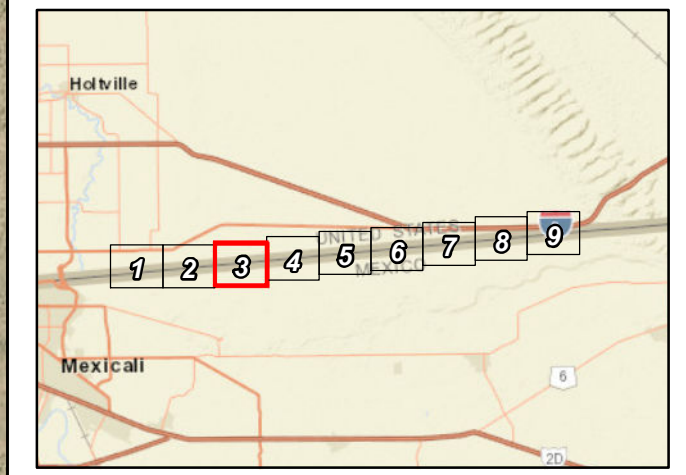 Holtville
UNITED STATES
1 2 3 4 5 6 7 8 9
MEXICO
Mexicali
6
2D